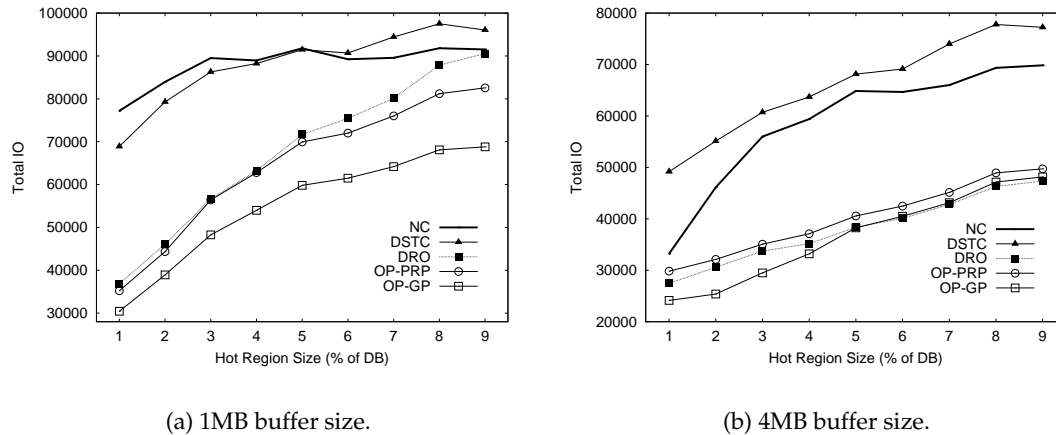 100000
90000
80000
70000
60000
50000
40000
30000
Total IO
NC
DSTC
DRO
OP-PRP
OP-GP
1 2 3 4 5 6 7 8 9
Hot Region Size (% of DB)
(a) 1MB buffer size.
80000
70000
60000
50000
40000
30000
20000
Total IO
NC
DSTC
DRO
OP-PRP
OP-GP
1 2 3 4 5 6 7 8 9
Hot Region Size (% of DB)
(b) 4MB buffer size.